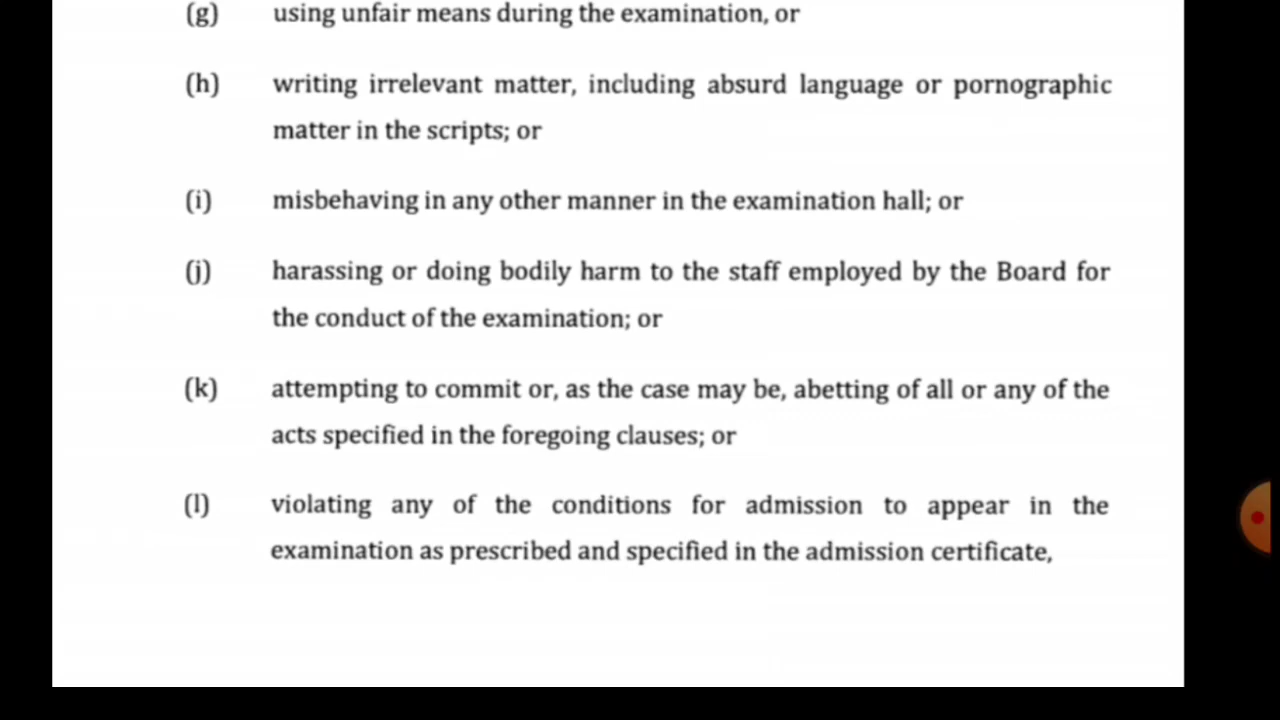 (g) using unfair means during the examination, or
(h) writing irrelevant matter, including absurd language or pornographic
matter in the scripts; or
(i) misbehaving in any other manner in the examination hall; or
(j) harassing or doing bodily harm to the staff employed by the Board for
the conduct of the examination; or
(k) attempting to commit or, as the case may be, abetting of all or any of the
acts specified in the foregoing clauses; or
(l) violating any of the conditions for admission to appear in the
examination as prescribed and specified in the admission certificate,